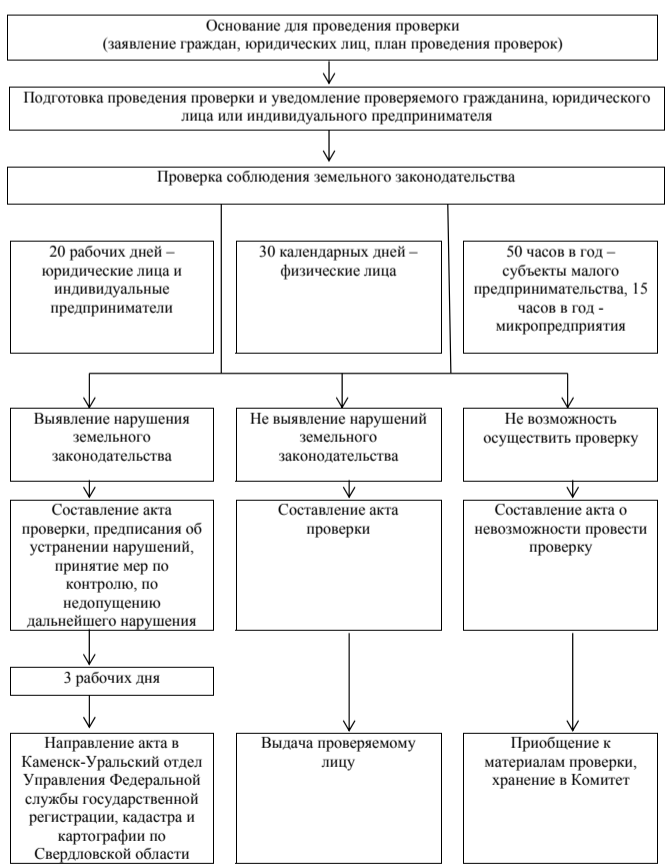 Основание для проведения проверки
(заявление граждан, юридических лиц, план проведения проверок)
Подготовка проведения проверки и уведомление проверяемого гражданина, юридического
лица или индивидуального предпринимателя
Проверка соблюдения земельного законодательства
20 рабочих дней –
юридические лица и
индивидуальные
предприниматели
30 календарных дней –
физические лица
50 часов в год –
субъекты малого
предпринимательства, 15
часов в год -
микропредприятия
Выявление нарушения
земельного
законодательства
Не выявление нарушений
земельного
законодательства
Не возможность
осуществить проверку
Составление акта
проверки, предписания об
устранении нарушений,
принятие мер по
контролю, по
недопущению
дальнейшего нарушения
Составление акта
проверки
Составление акта о
невозможности провести
проверку
3 рабочих дня
Направление акта в
Каменск-Уральский отдел
Управления Федеральной
службы государственной
регистрации, кадастра и
картографии по
Свердловской области
Выдача проверяемому
лицу
Приобщение к
материалам проверки,
хранение в Комитет